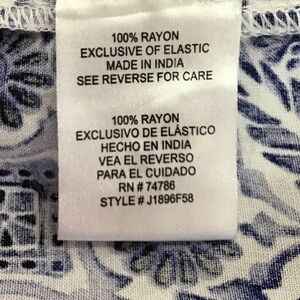 100% RAYON
EXCLUSIVE OF ELASTIC
MADE IN INDIA
SEE REVERSE FOR CARE
100% RAYON
EXCLUSIVO DE ELÁSTICO
HECHO EN INDIA
VEA EL REVERSO
PARA EL CUIDADO
RN # 74786
STYLE # J1896F58